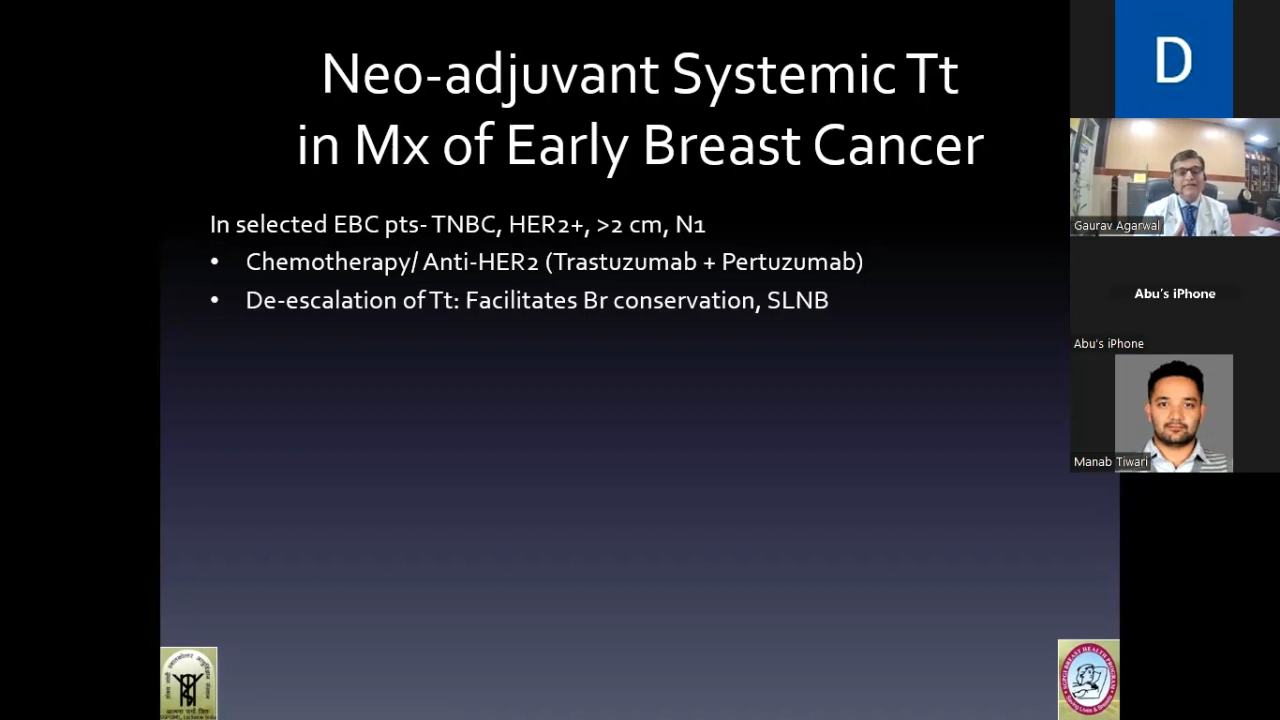 Neo-adjuvant Systemic Tt
in Mx of Early Breast Cancer
In selected EBC pts- TNBC, HER2+, >2 cm, N1
• Chemotherapy/ Anti-HER2 (Trastuzumab + Pertuzumab)
• De-escalation of Tt: Facilitates Br conservation, SLNB
D
Gaurav Agarwal
Abu's iPhone
Abu's iPhone
Manab Tiwari